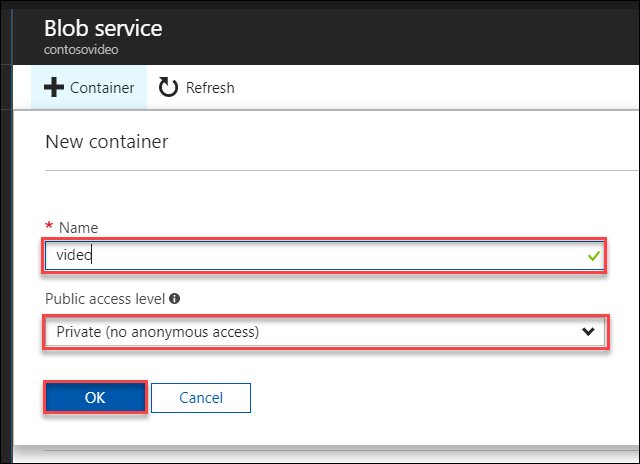 Blob service
contosovideo
Container Refresh
New container
* Name
video
Public access level
Private (no anonymous access)
OK Cancel